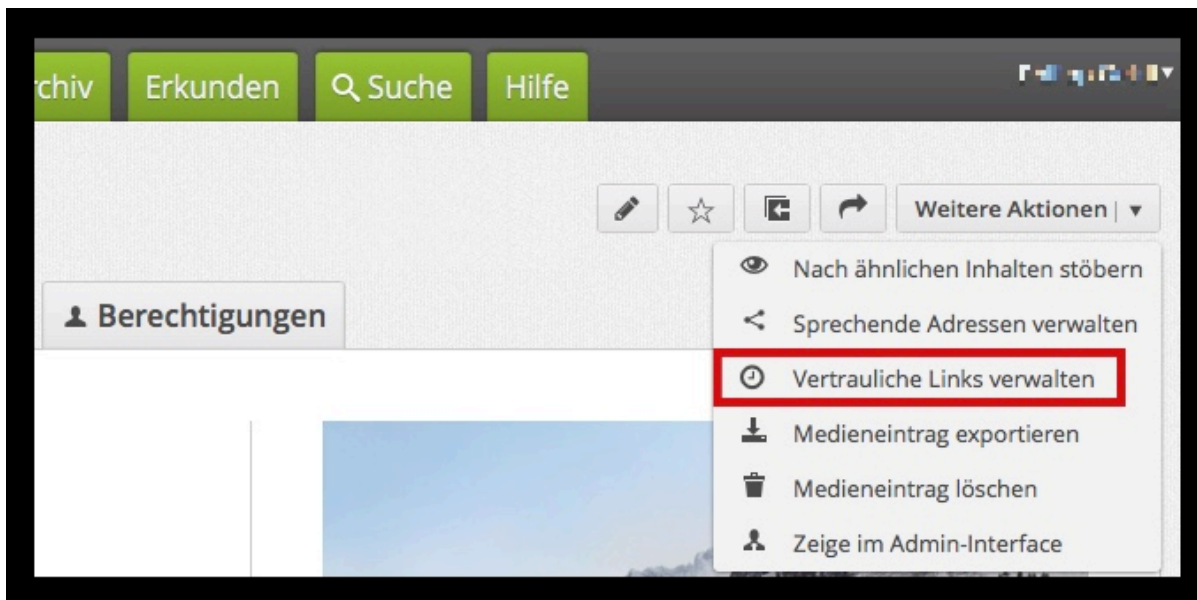 chiv Erkunden Suche Hilfe
Weitere Aktionen
Nach ähnlichen Inhalten stöbern
Berechtigungen
Sprechende Adressen verwalten
Vertrauliche Links verwalten
Medieneintrag exportieren
Medieneintrag löschen
Zeige im Admin-Interface